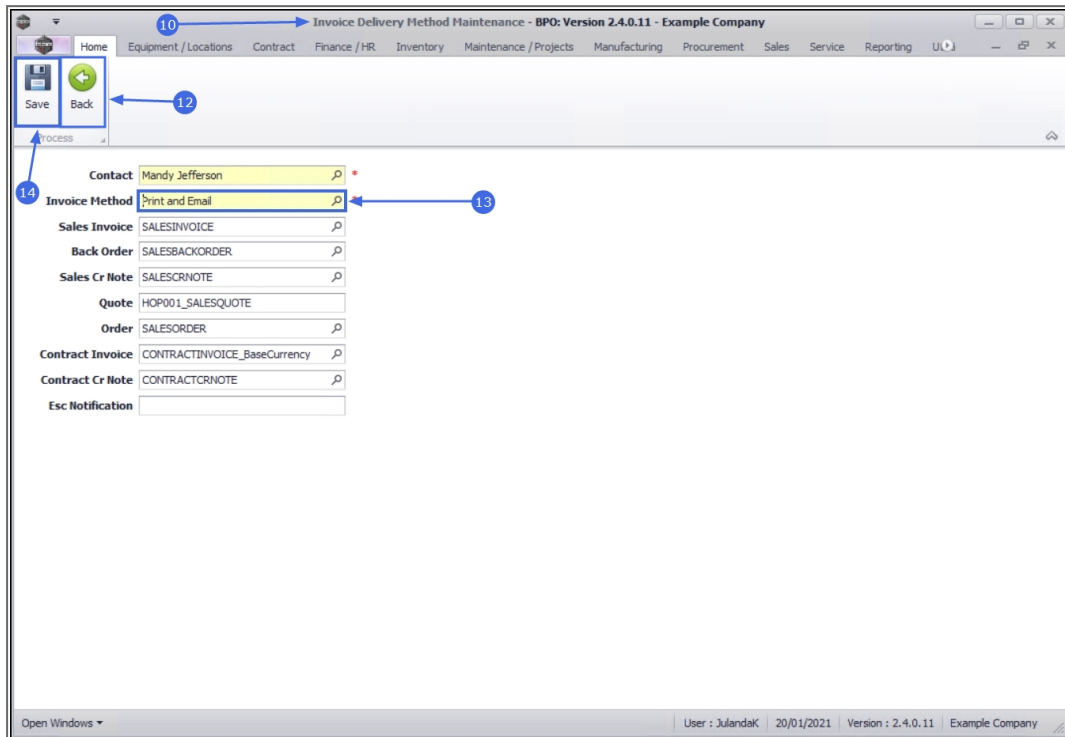 10
Invoice Delivery Method Maintenance - BPO: Version 2.4.0.11 - Example Company
Home Equipment / Locations Contract Finance / HR Inventory Maintenance / Projects Manufacturing Procurement Sales Service Reporting
Save Back
12
Process
14
Contact Mandy Jefferson *
Invoice Method Print and Email
13
Sales Invoice SALESINVOICE
Back Order SALESBACKORDER
Sales Cr Note SALESCRNOTE
Quote HOP001_SALESQUOTE
Order SALESORDER
Contract Invoice CONTRACTINVOICE_BaseCurrency
Contract Cr Note CONTRACTCRNOTE
Esc Notification
Open Windows User : JulandaK 20/01/2021 Version : 2.4.0.11 Example Company